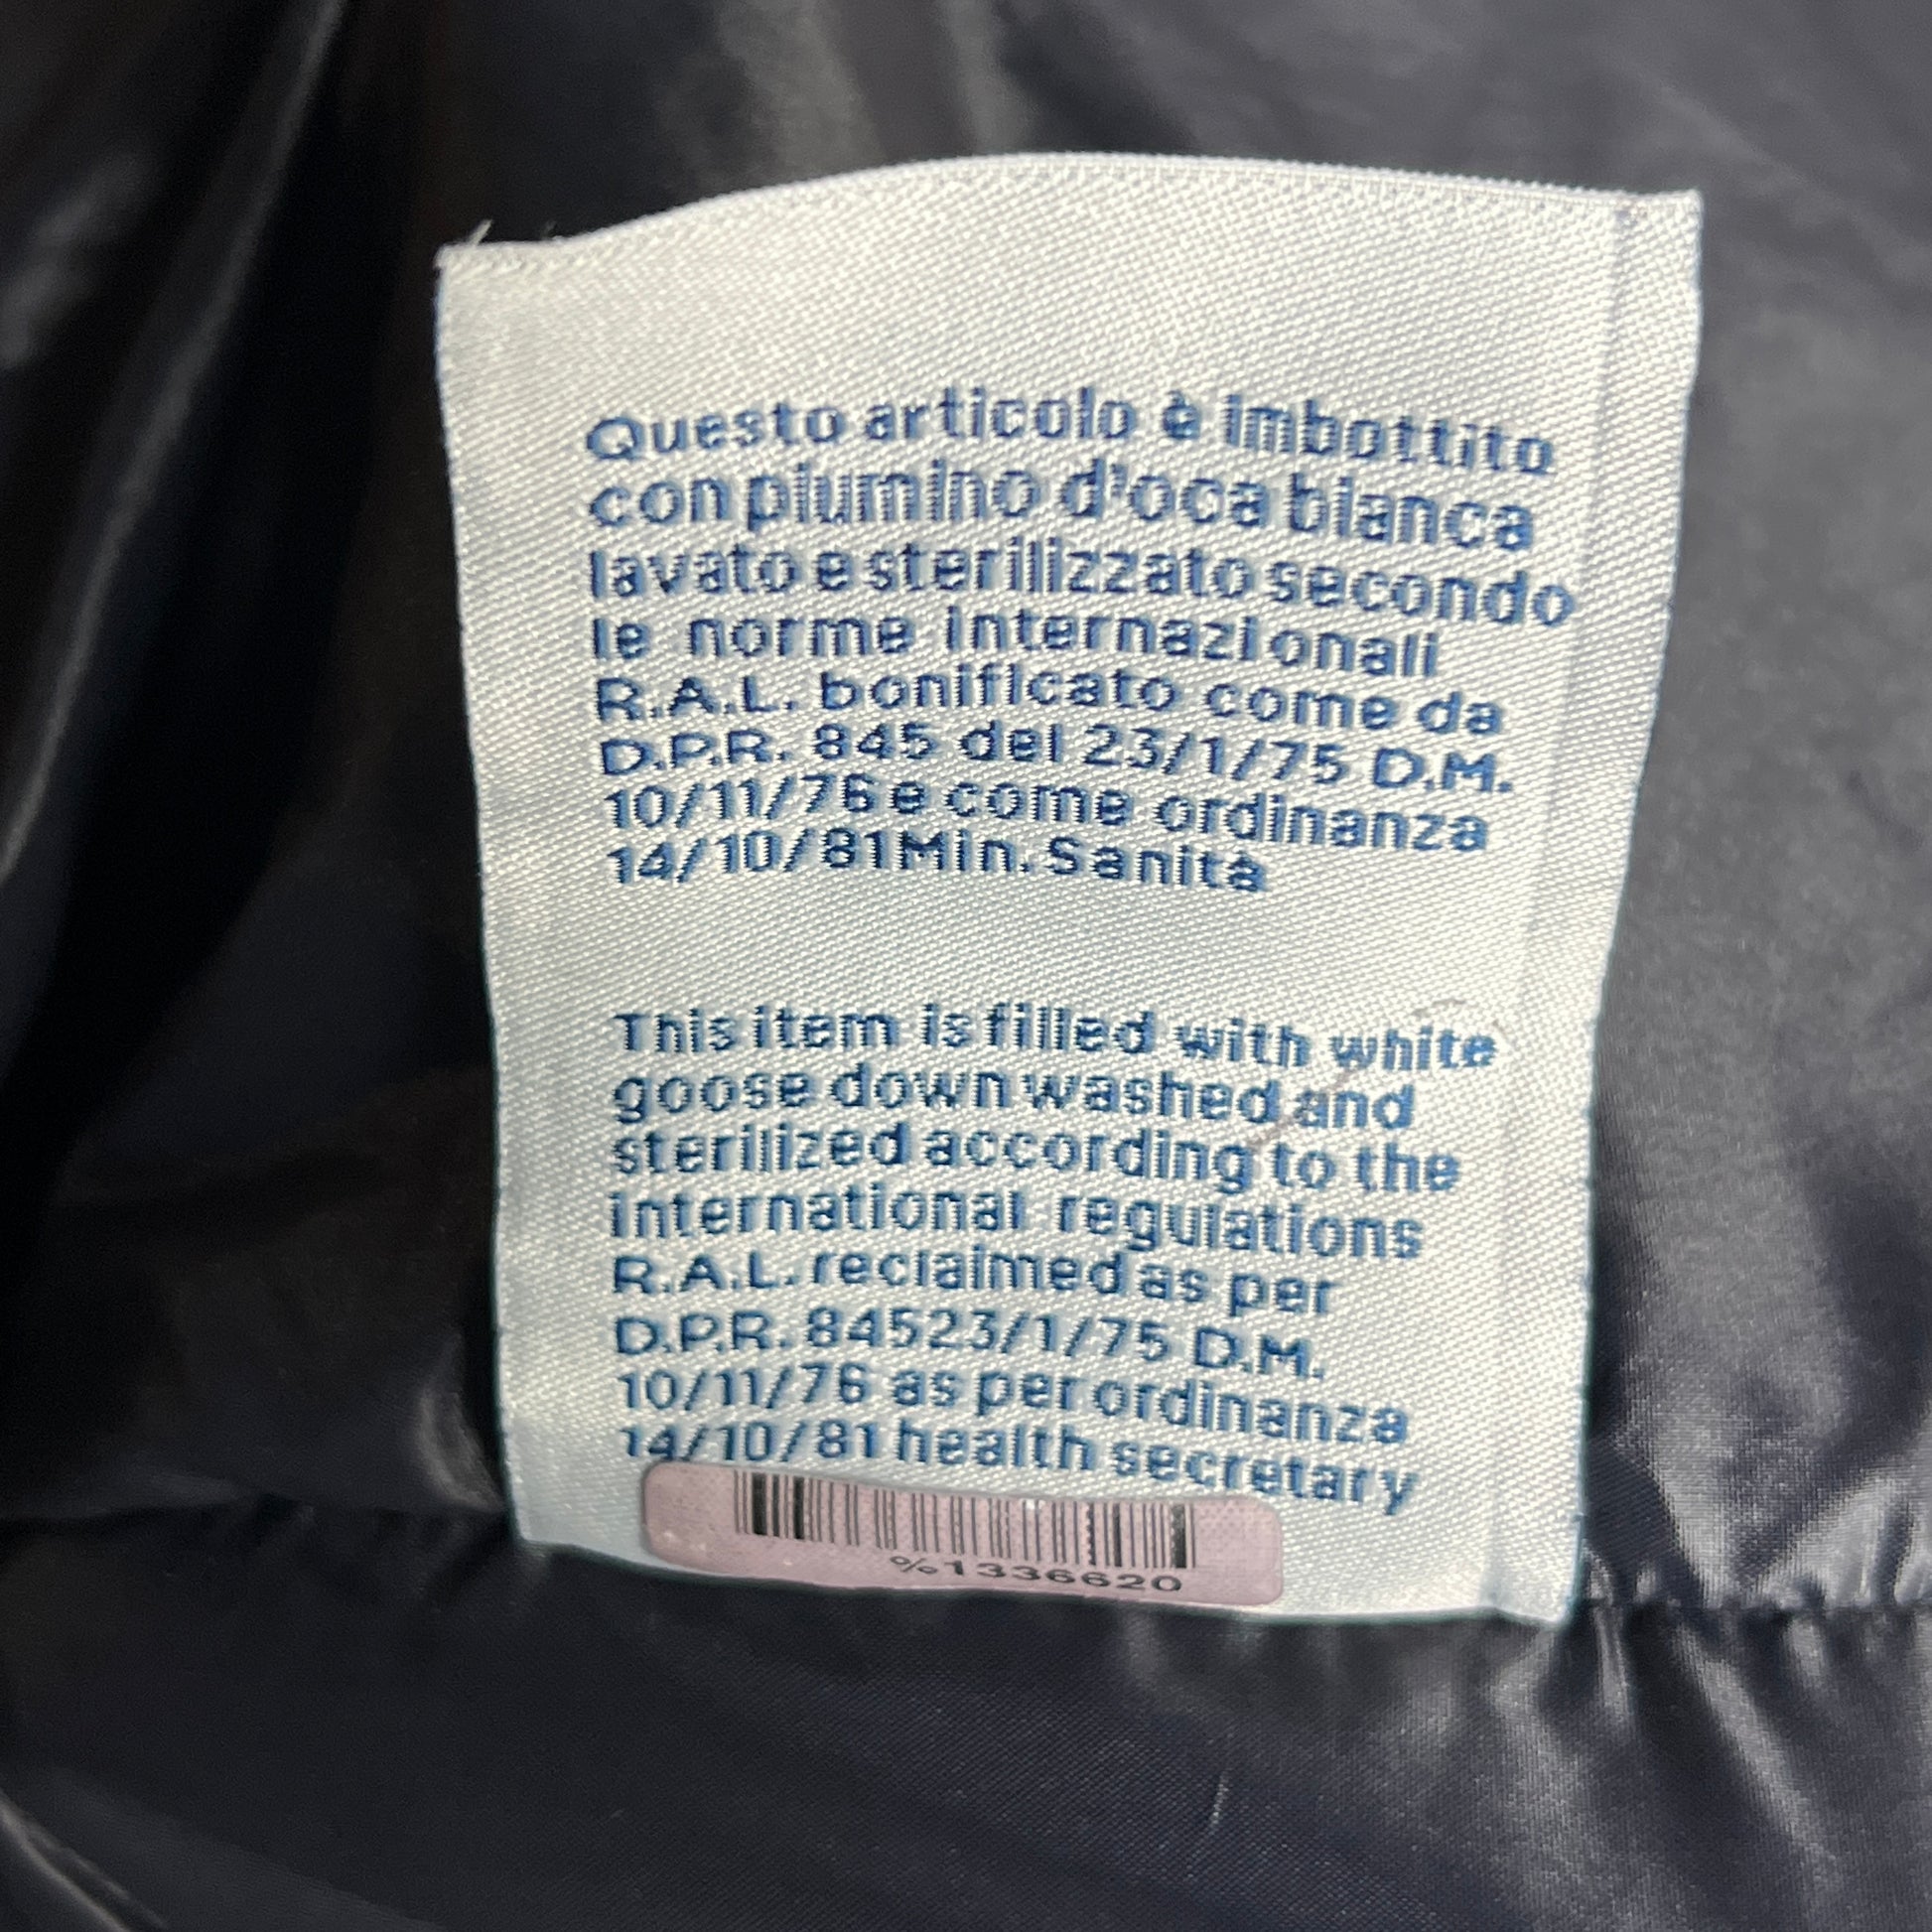 Questo articolo è imbottito
con piumino d'oca bianca
lavato e sterilizzato secondo
le norme internazionali
R.A.L. bonificato come da
D.P.R. 845 del 23/1/75 D.M.
10/11/76 e come ordinanza
14/10/81 Min. Sanità
This item is filled with white
goose down washed and
sterilized according to the
international regulations
R.A.L. reclaimed as per
D.P.R. 84523/1/75 D.M.
10/11/76 as per ordinanza
14/10/81 health secretary
%1336620